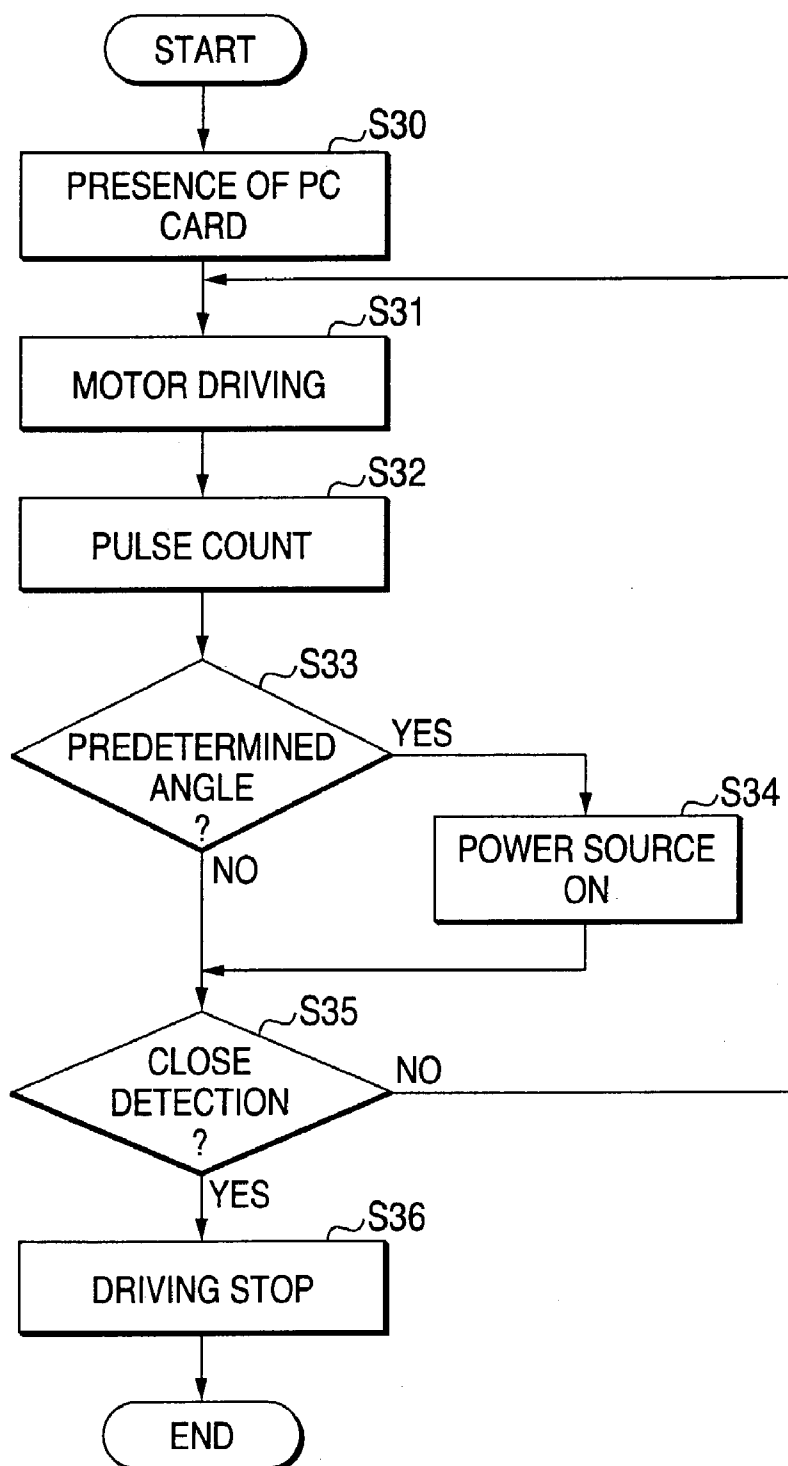 START
S30
PRESENCE OF PC
CARD
S31
MOTOR DRIVING
S32
PULSE COUNT
S33
PREDETERMINED
ANGLE
?
YES
NO
S34
POWER SOURCE
ON
S35
CLOSE
DETECTION
?
NO
YES
S36
DRIVING STOP
END